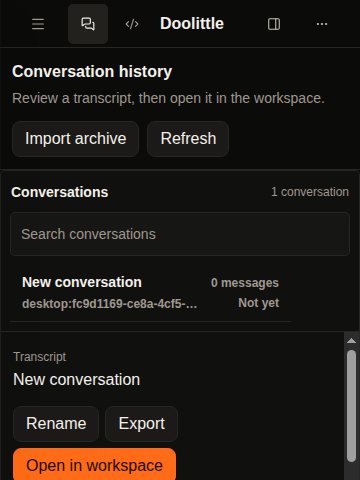 Doolittle
Conversation history
Review a transcript, then open it in the workspace.
Import archive
Refresh
Conversations
1 conversation
Search conversations
New conversation
0 messages
desktop:fc9d1169-ce8a-4cf5-…
Not yet
Transcript
New conversation
Rename
Export
Open in workspace